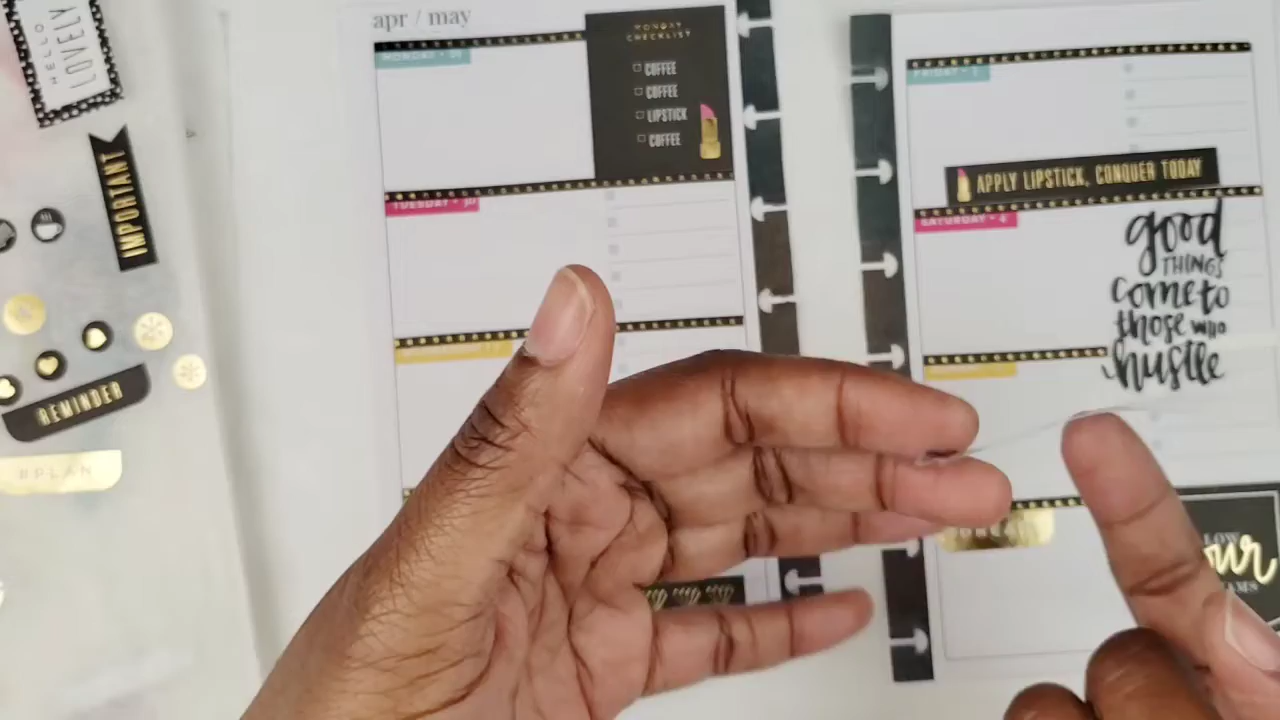 apr / may
HELLO
LOVELY
IMPORTANT
REMINDER
#PLAN
MONDAY
MONDAY
CHECKLIST
COFFEE
COFFEE
LIPSTICK
COFFEE
TUESDAY
FRIDAY
APPLY LIPSTICK, CONQUER TODAY
SATURDAY
good
THINGS
come to
those who
hustle